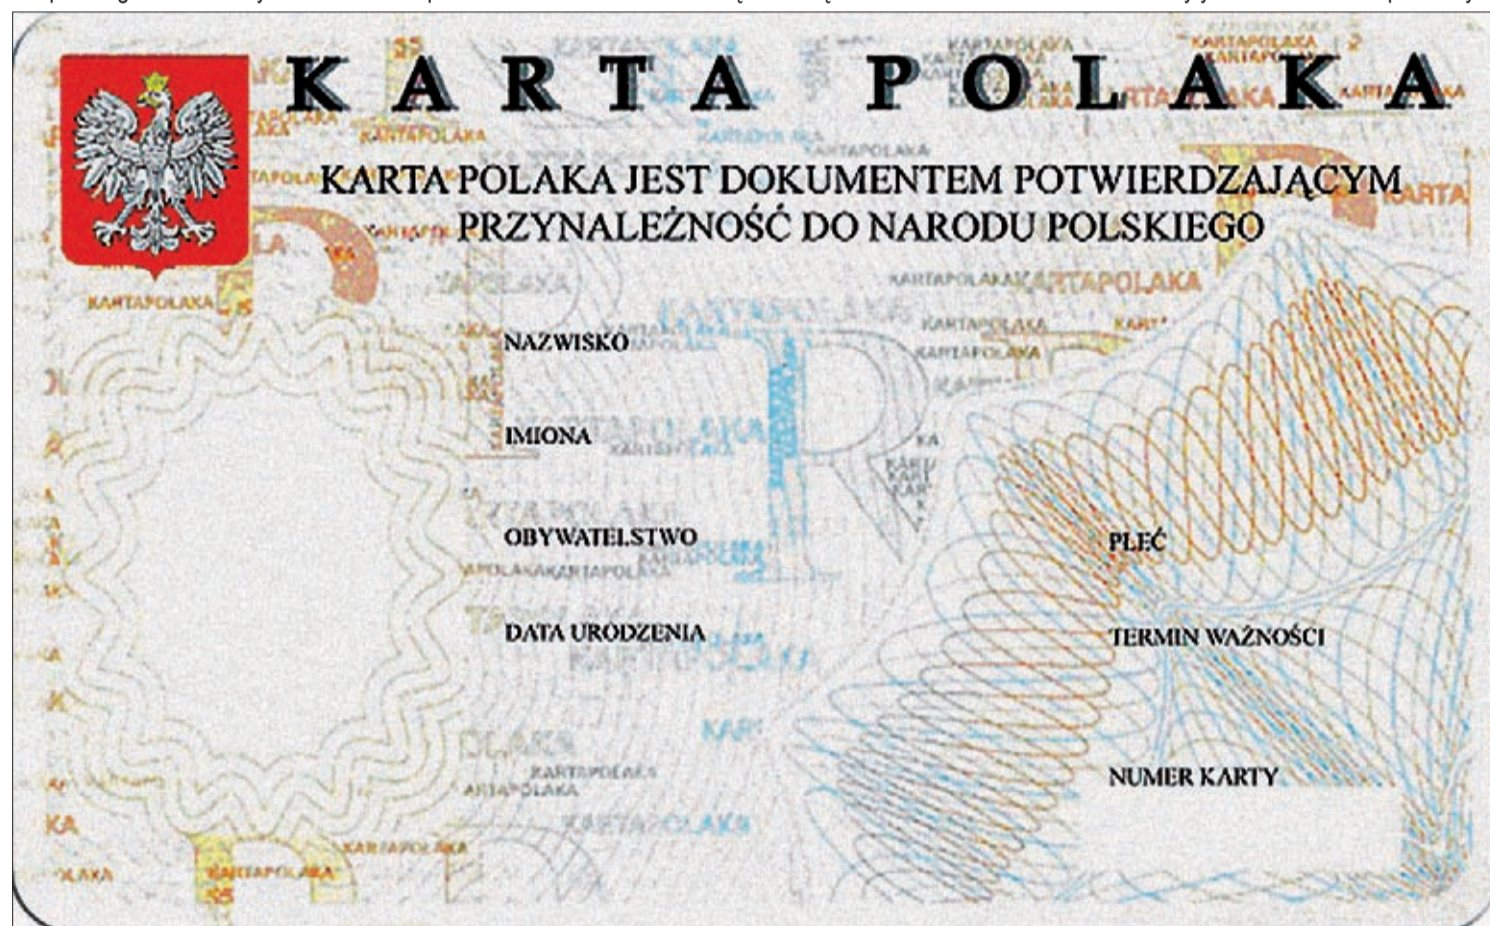 KARTA POLAKA
KARTA POLAKA JEST DOKUMENTEM POTWIERDZAJĄCYM
PRZYNALEŻNOŚĆ DO NARODU POLSKIEGO
NAZWISKO
IMIONA
OBYWATELSTWO
PŁEĆ
DATA URODZENIA
TERMIN WAŻNOŚCI
NUMER KARTY